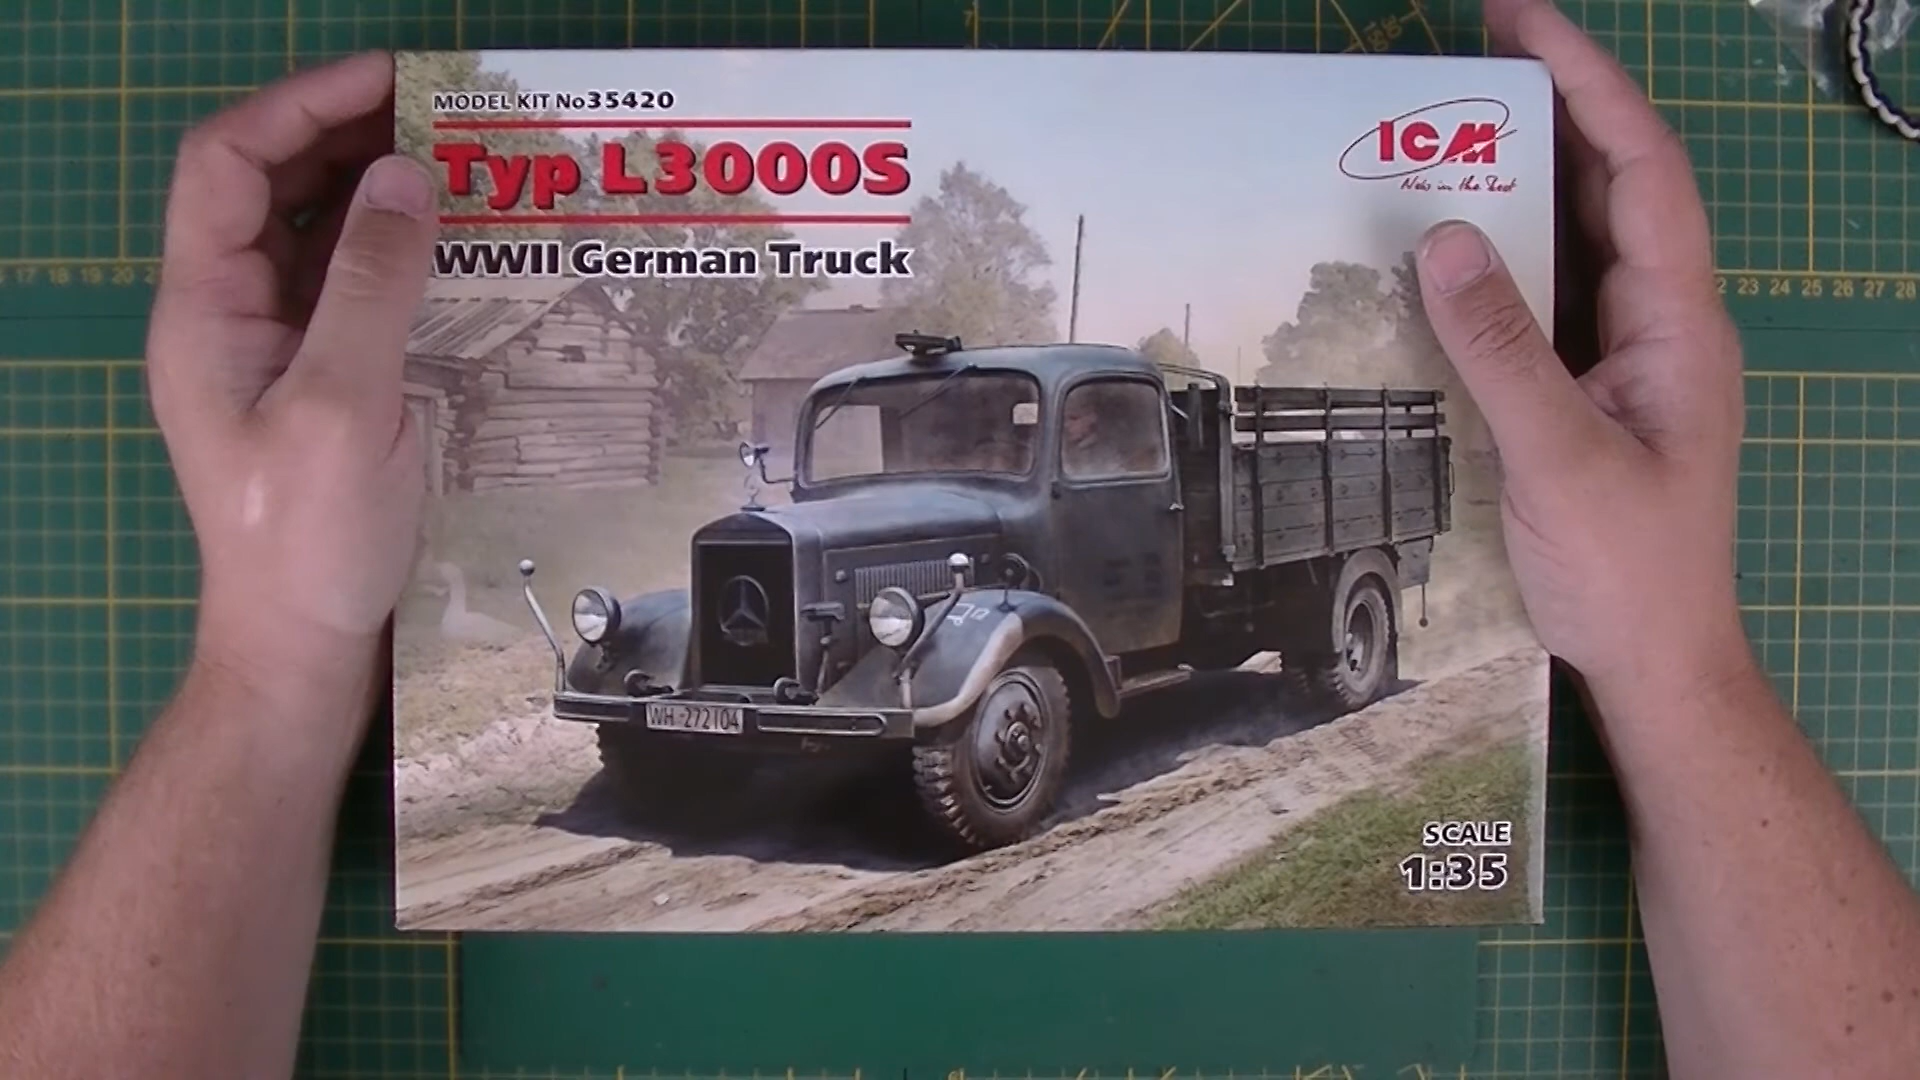 MODEL KIT No35420
Typ L3000S
WWII German Truck
ICM
WH-272104
SCALE
1:35
17 18 19 20
23 24 25 26 27 28